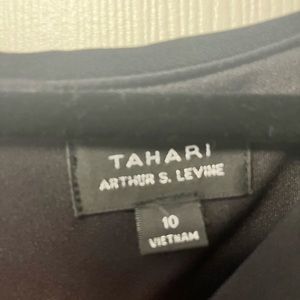 TAHARI
ARTHUR S. LEVINE
10
VIETNAM